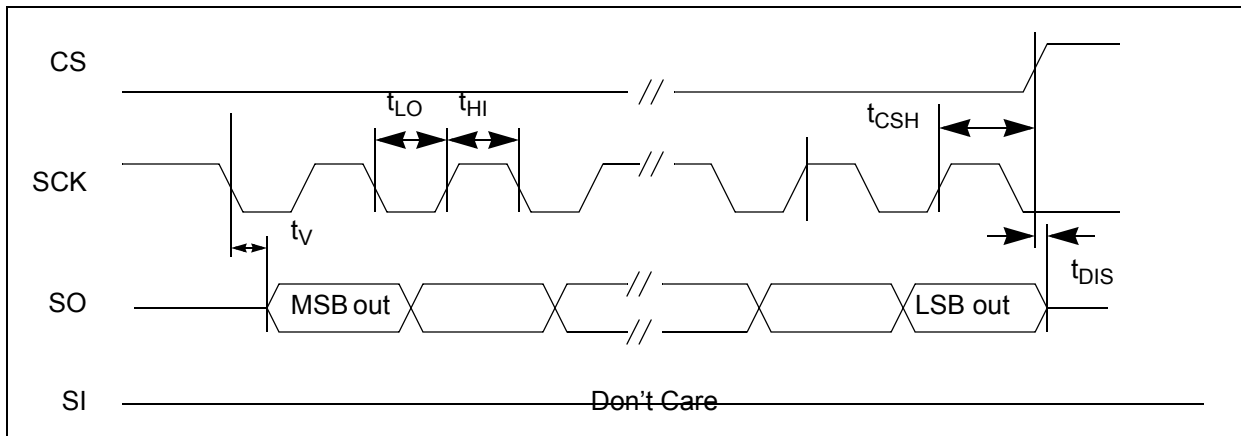 CS
tLO tHI
tCSH
SCK
tV
tDIS
SO MSB out LSB out
SI Don't Care